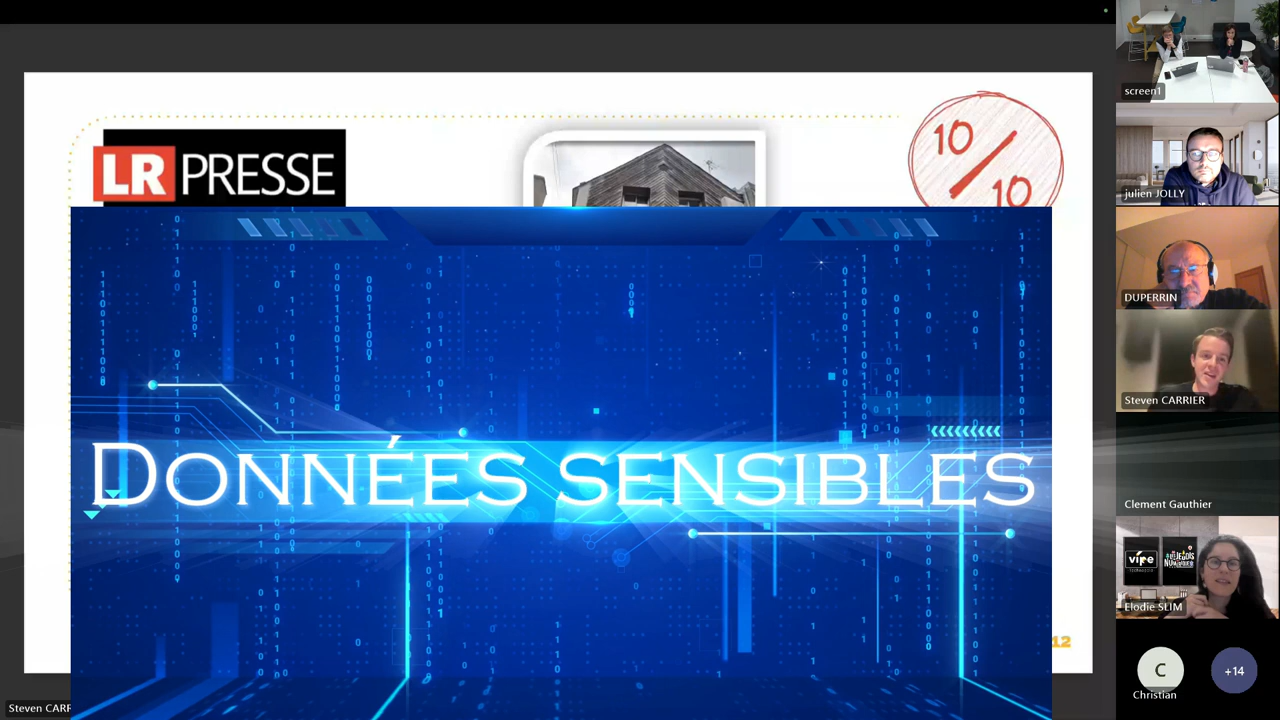 LR PRESSE
10
10
DONNÉES SENSIBLES
12
Steven CARR
screen1
julien JOLLY
DUPERRIN
Steven CARRIER
Clement Gauthier
vipe
Elodie SLIM
C
Christian
+14